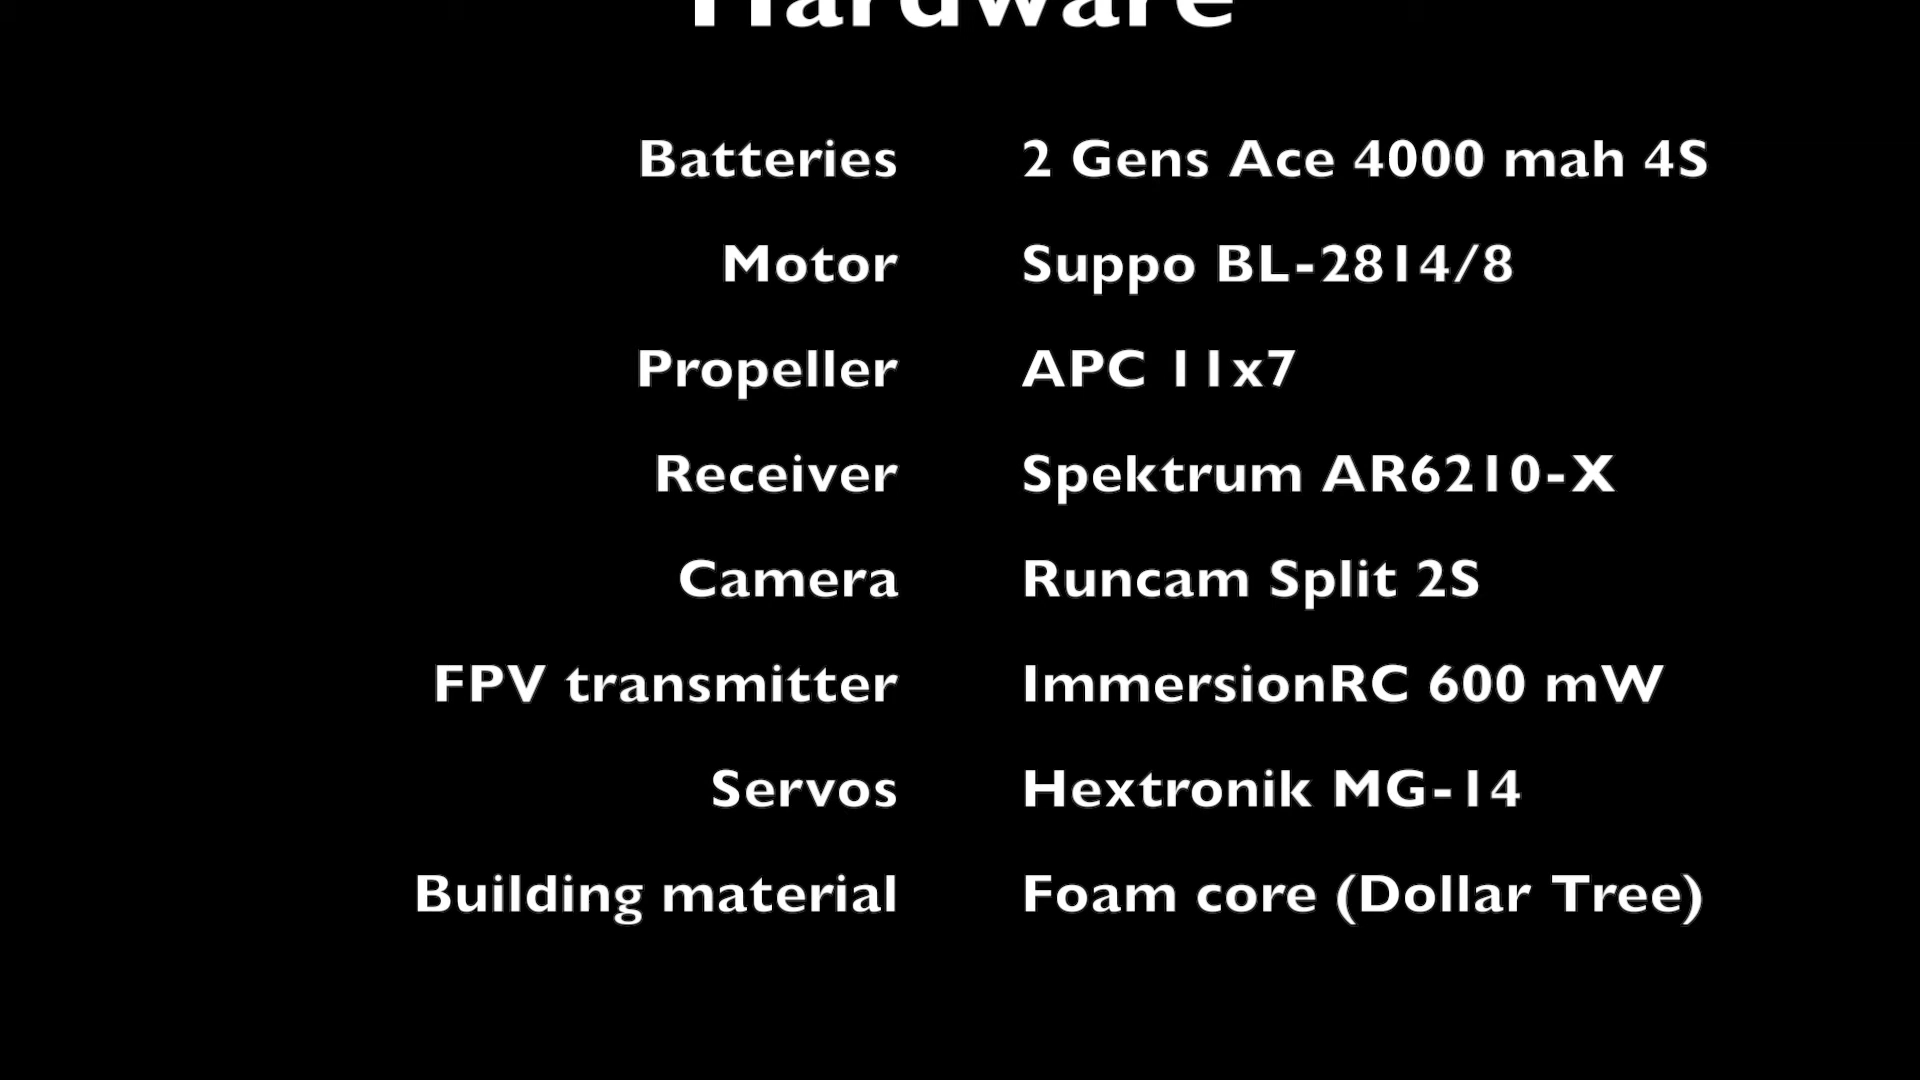 Hardware
Batteries 2 Gens Ace 4000 mah 4S
Motor Suppo BL-2814/8
Propeller APC 11x7
Receiver Spektrum AR6210-X
Camera Runcam Split 2S
FPV transmitter ImmersionRC 600 mW
Servos Hextronik MG-14
Building material Foam core (Dollar Tree)